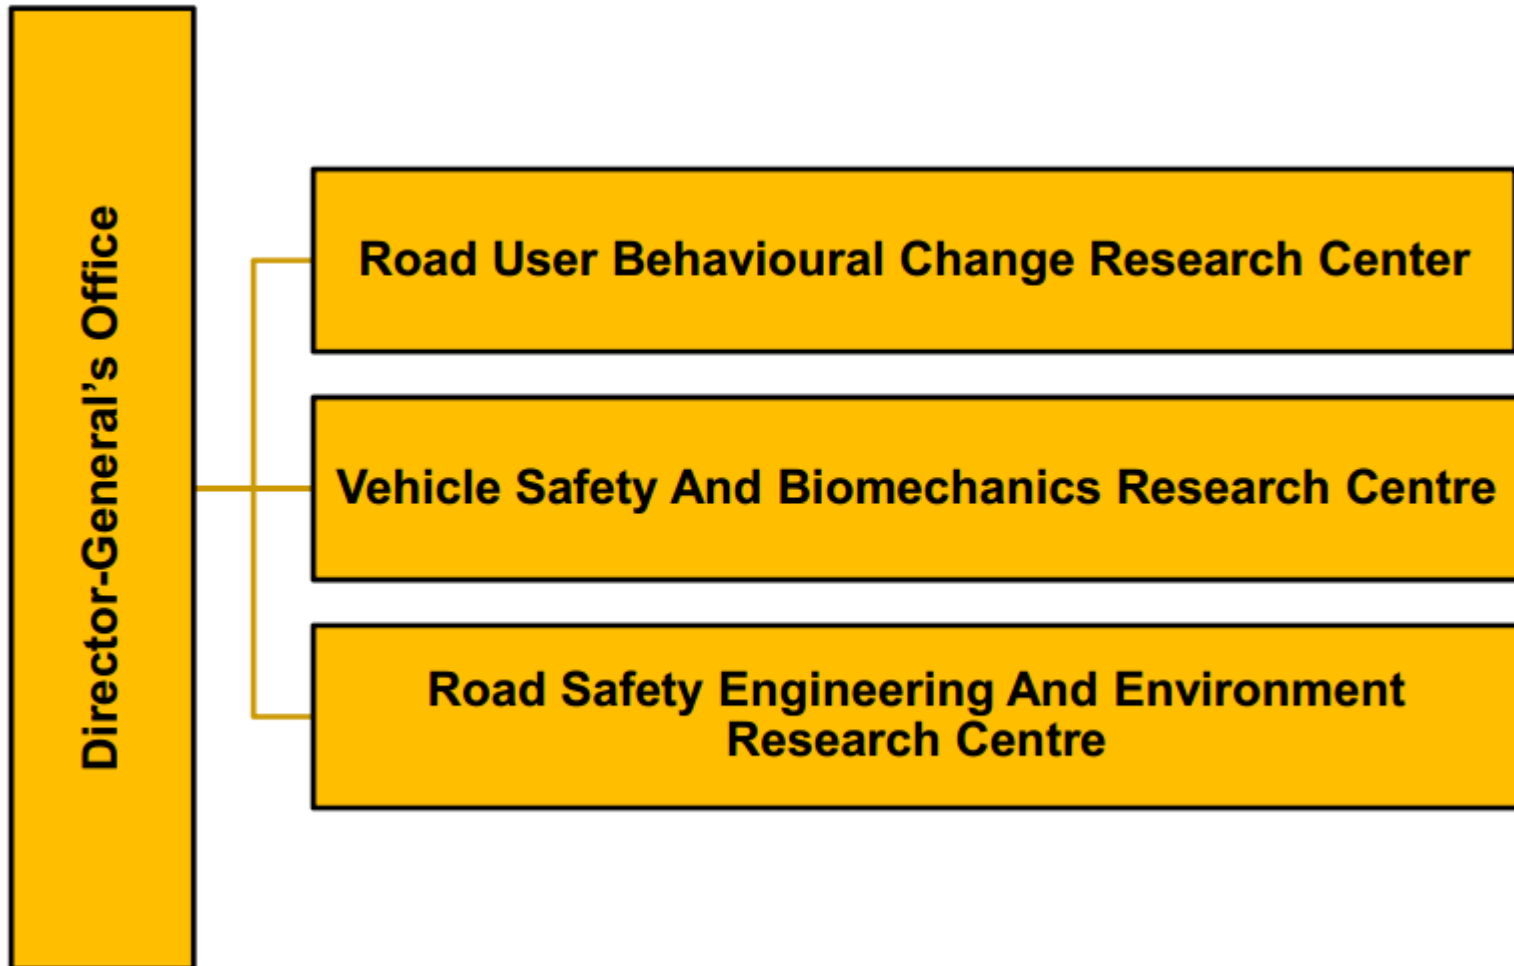 Director-General’s Office
Road User Behavioural Change Research Center
Vehicle Safety And Biomechanics Research Centre
Road Safety Engineering And Environment
Research Centre